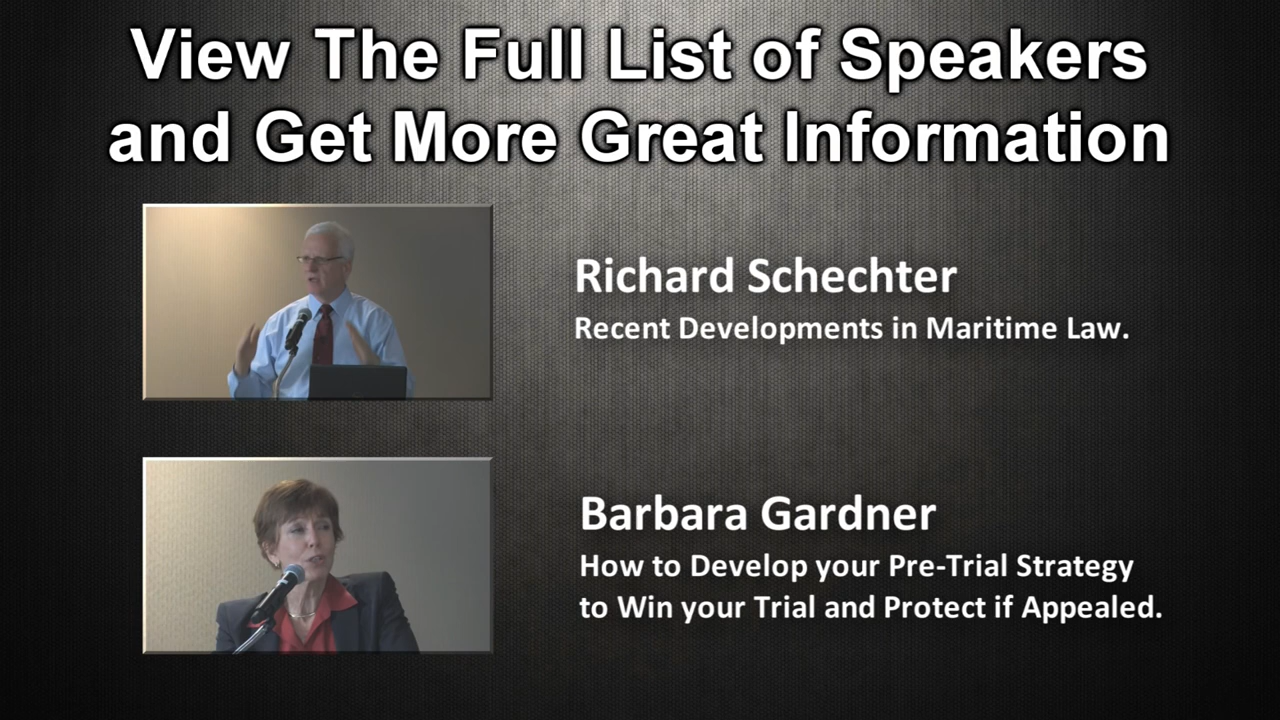 View The Full List of Speakers
and Get More Great Information
Richard Schechter
Recent Developments in Maritime Law.
Barbara Gardner
How to Develop your Pre-Trial Strategy
to Win your Trial and Protect if Appealed.